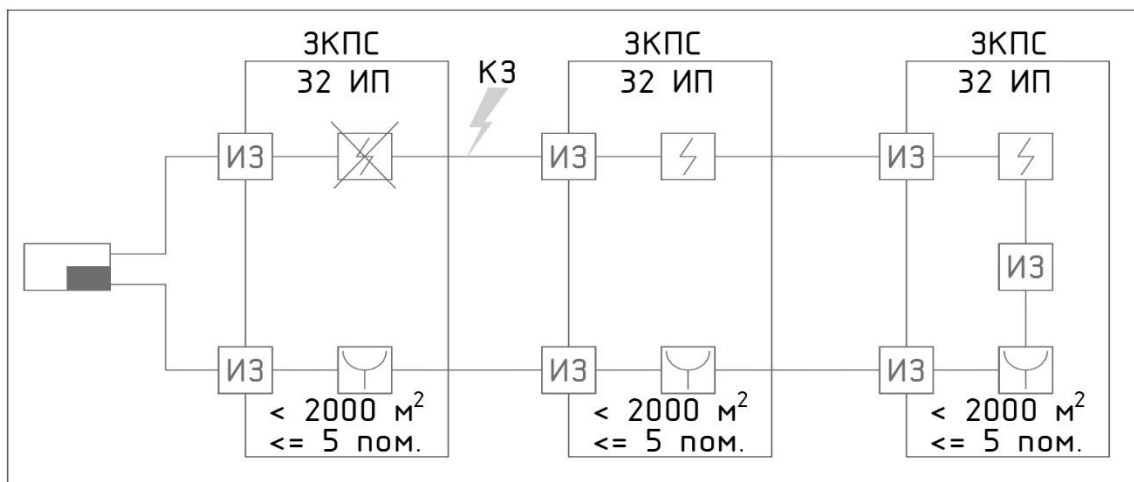 ЗКПС ЗКПС ЗКПС
32 ИП КЗ 32 ИП 32 ИП
ИЗ ИЗ ИЗ
ИЗ
ИЗ ИЗ ИЗ
< 2000 м² < 2000 м² < 2000 м²
<= 5 пом. <= 5 пом. <= 5 пом.